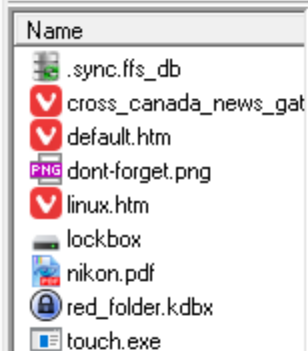 Name
.sync.ffs_db
cross_canada_news_gat
default.htm
PNG dont-forget.png
linux.htm
lockbox
nikon.pdf
red_folder.kdbx
touch.exe